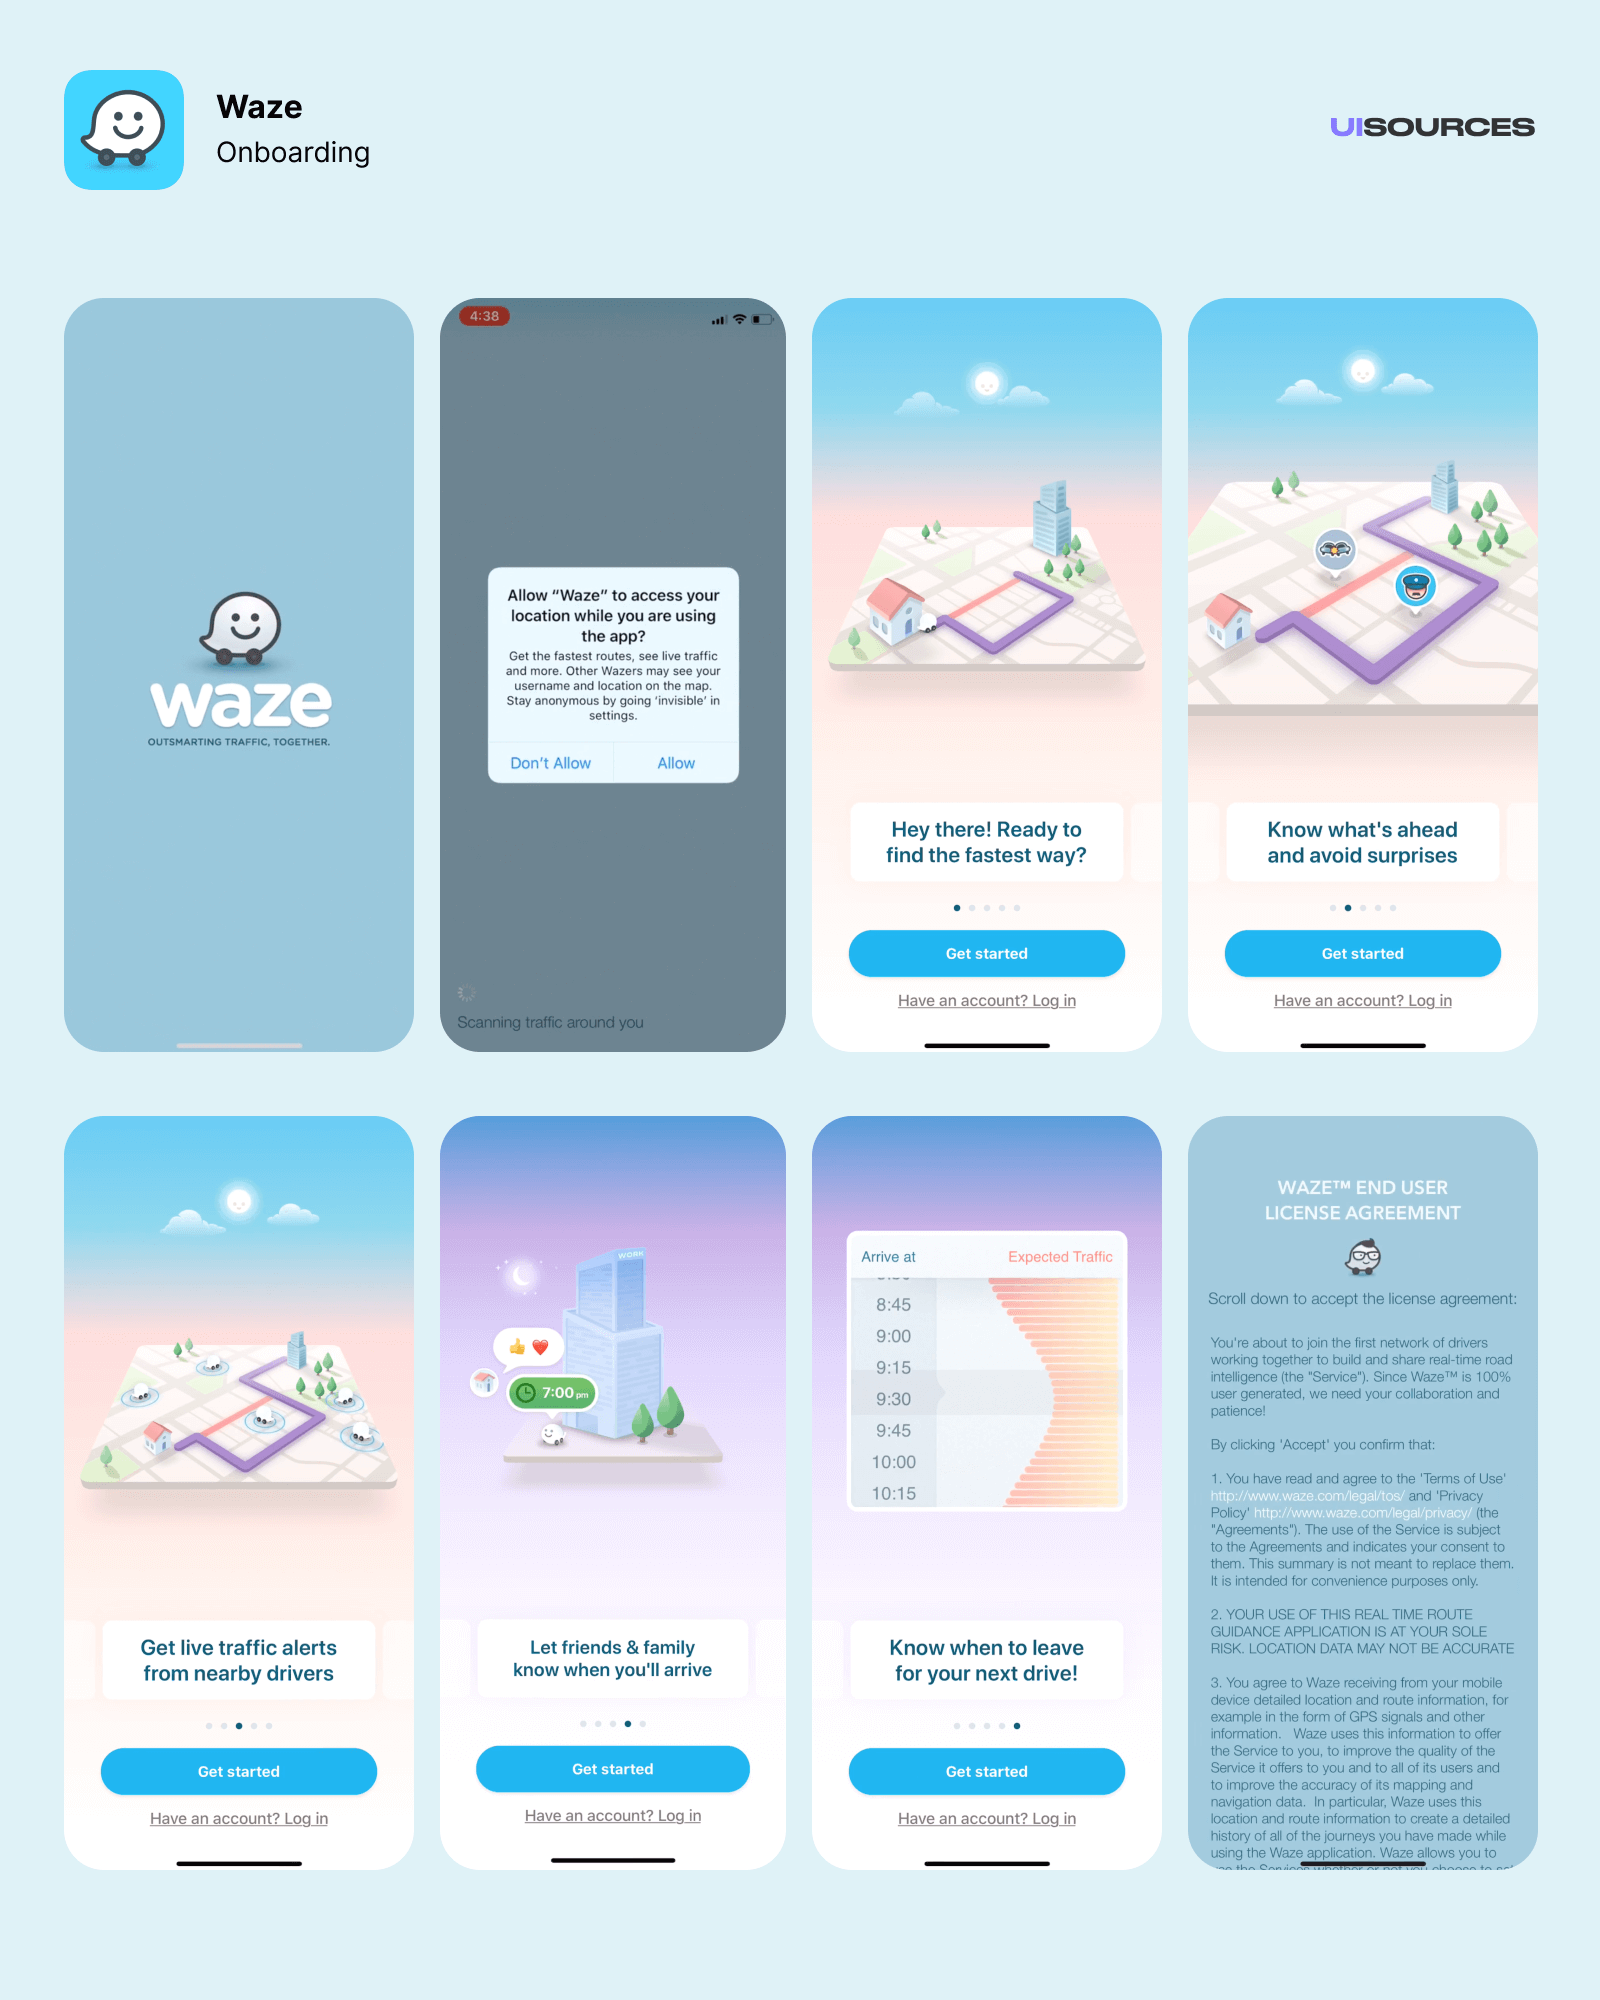 Waze
Onboarding
UISOURCES
waze
OUTSMARTING TRAFFIC, TOGETHER.
4:38
Allow “Waze” to access your
location while you are using
the app?
Get the fastest routes, see live traffic
and more. Other Wazers may see your
username and location on the map.
Stay anonymous by going ‘invisible’ in
settings.
Don’t Allow
Allow
Scanning traffic around you
Hey there! Ready to
find the fastest way?
Get started
Have an account? Log in
Know what's ahead
and avoid surprises
Get started
Have an account? Log in
Get live traffic alerts
from nearby drivers
Get started
Have an account? Log in
WORK
7:00 pm
Let friends & family
know when you'll arrive
Get started
Have an account? Log in
Arrive at
Expected Traffic
8:45
9:00
9:15
9:30
9:45
10:00
10:15
Know when to leave
for your next drive!
Get started
Have an account? Log in
WAZE™ END USER
LICENSE AGREEMENT
Scroll down to accept the license agreement:
You're about to join the first network of drivers
working together to build and share real-time road
intelligence (the "Service"). Since Waze™ is 100%
user generated, we need your collaboration and
patience!
By clicking 'Accept' you confirm that:
1. You have read and agree to the 'Terms of Use'
http://www.waze.com/legal/tos/ and 'Privacy
Policy' http://www.waze.com/legal/privacy/ (the
"Agreements"). The use of the Service is subject
to the Agreements and indicates your consent to
them. This summary is not meant to replace them.
It is intended for convenience purposes only.
2. YOUR USE OF THIS REAL TIME ROUTE
GUIDANCE APPLICATION IS AT YOUR SOLE
RISK. LOCATION DATA MAY NOT BE ACCURATE
3. You agree to Waze receiving from your mobile
device detailed location and route information, for
example in the form of GPS signals and other
information. Waze uses this information to offer
the Service to you, to improve the quality of the
Service it offers to you and to all of its users and
to improve the accuracy of its mapping and
navigation data. In particular, Waze uses this
location and route information to create a detailed
history of all of the journeys you have made while
using the Waze application. Waze allows you to